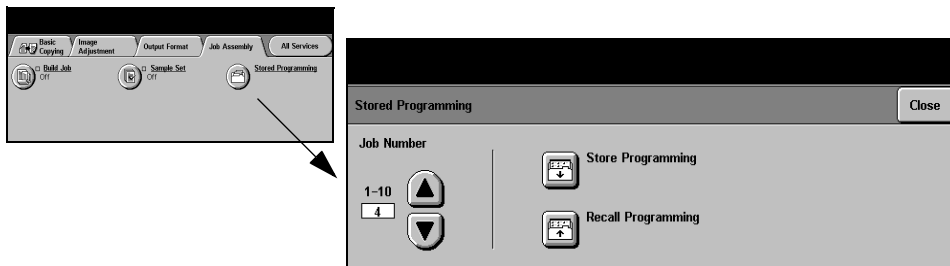 Basic Copying
Image Adjustment
Output Format
Job Assembly
All Services
Build Job
Off
Sample Set
Off
Stored Programming
Stored Programming
Close
Job Number
1-10
4
Store Programming
Recall Programming